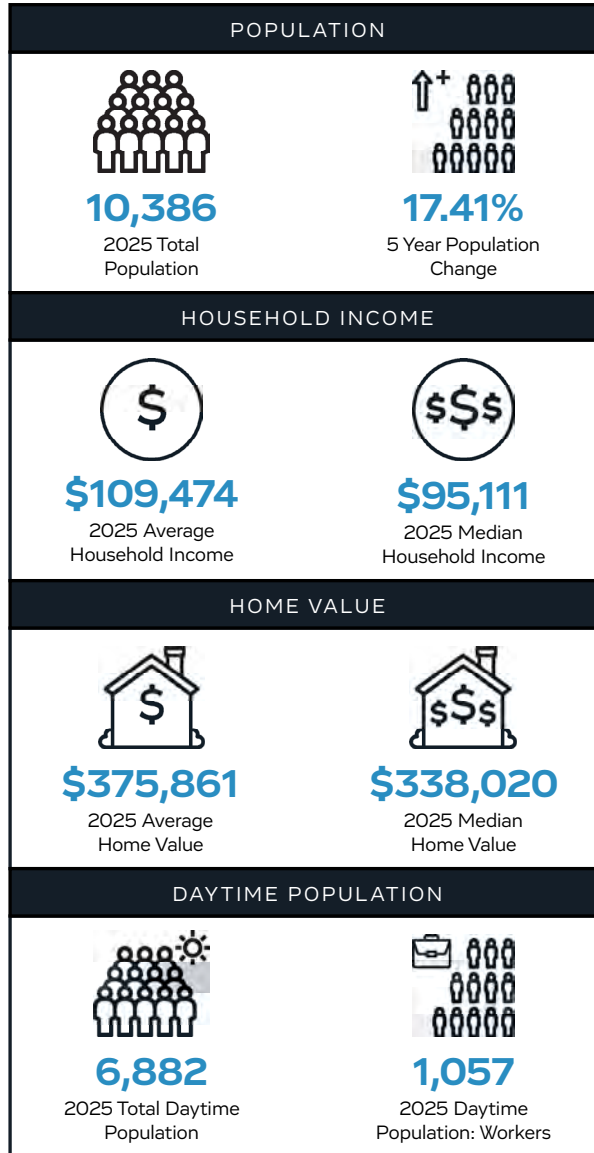 POPULATION
10,386
2025 Total
Population
17.41%
5 Year Population
Change
HOUSEHOLD INCOME
$
$109,474
2025 Average
Household Income
$$$
$95,111
2025 Median
Household Income
HOME VALUE
$
$375,861
2025 Average
Home Value
$$$
$338,020
2025 Median
Home Value
DAYTIME POPULATION
6,882
2025 Total Daytime
Population
1,057
2025 Daytime
Population: Workers